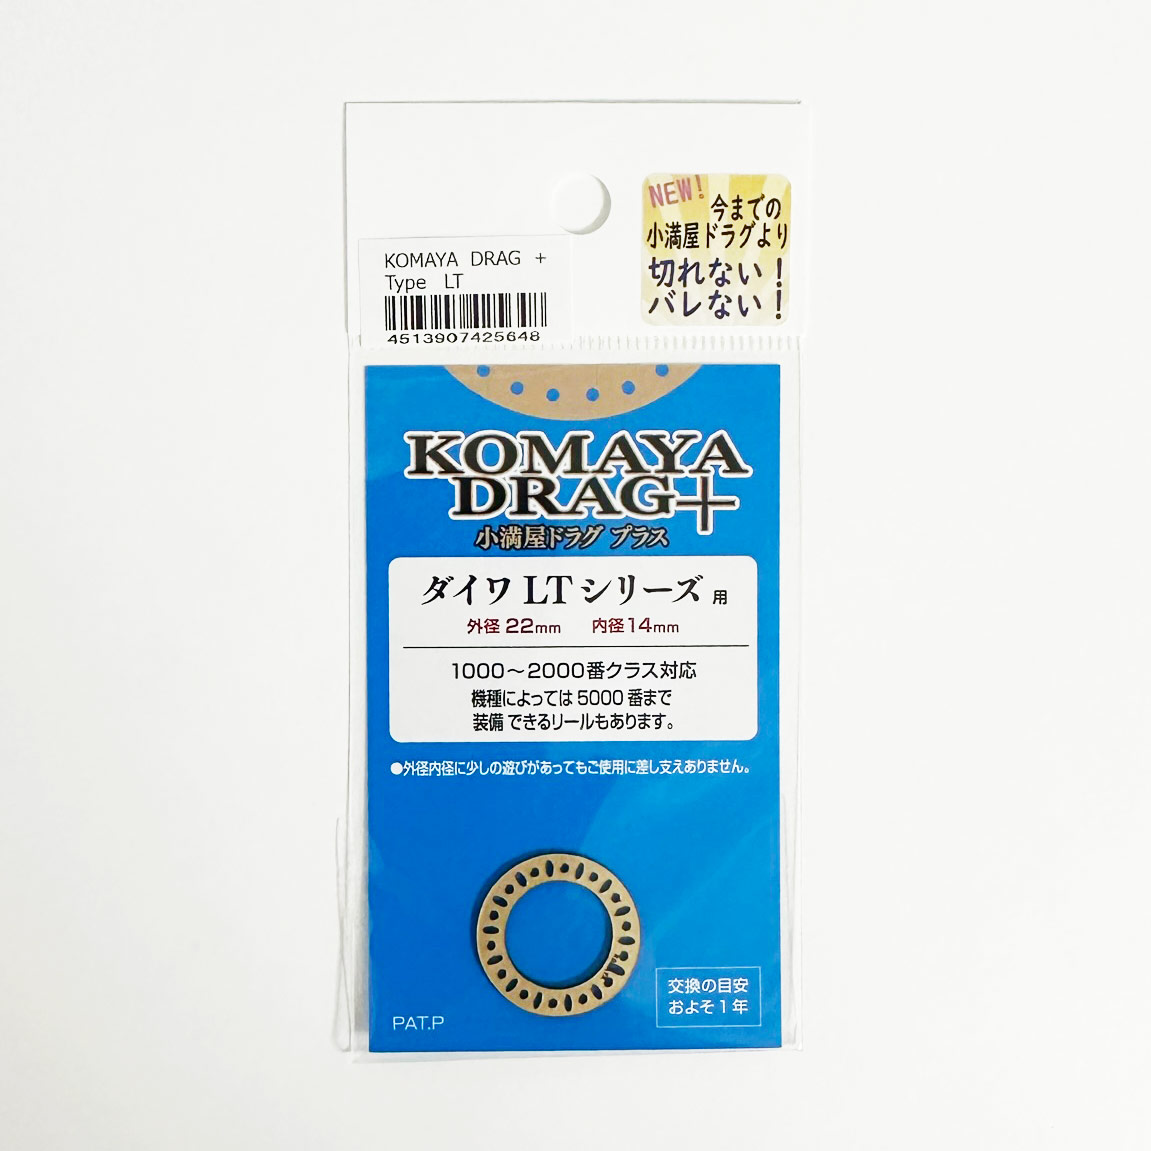 NEW!
今までの
小満屋ドラグより
切れない!
バレない!
KOMAYA DRAG +
Type LT
4513907425648
KOMAYA
DRAG+
小満屋ドラグ プラス
ダイワ LT シリーズ 用
外径 22mm 内径14mm
1000～2000番クラス対応
機種によっては 5000 番まで
装備 できるリールもあります。
●外径内径に少しの遊びがあってもご使用に差し支えありません。
交換の目安
およそ1年
PAT.P